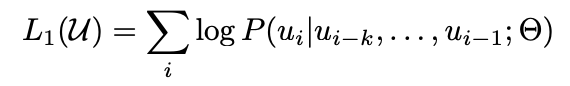 L₁(𝒰) = ∑ᵢ log P(uᵢ|uᵢ₋ₖ, . . . , uᵢ₋₁; Θ)